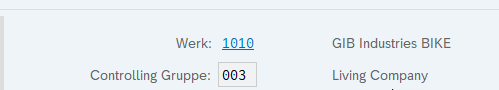 Werk: 1010 GIB Industries BIKE
Controlling Gruppe: 003 Living Company